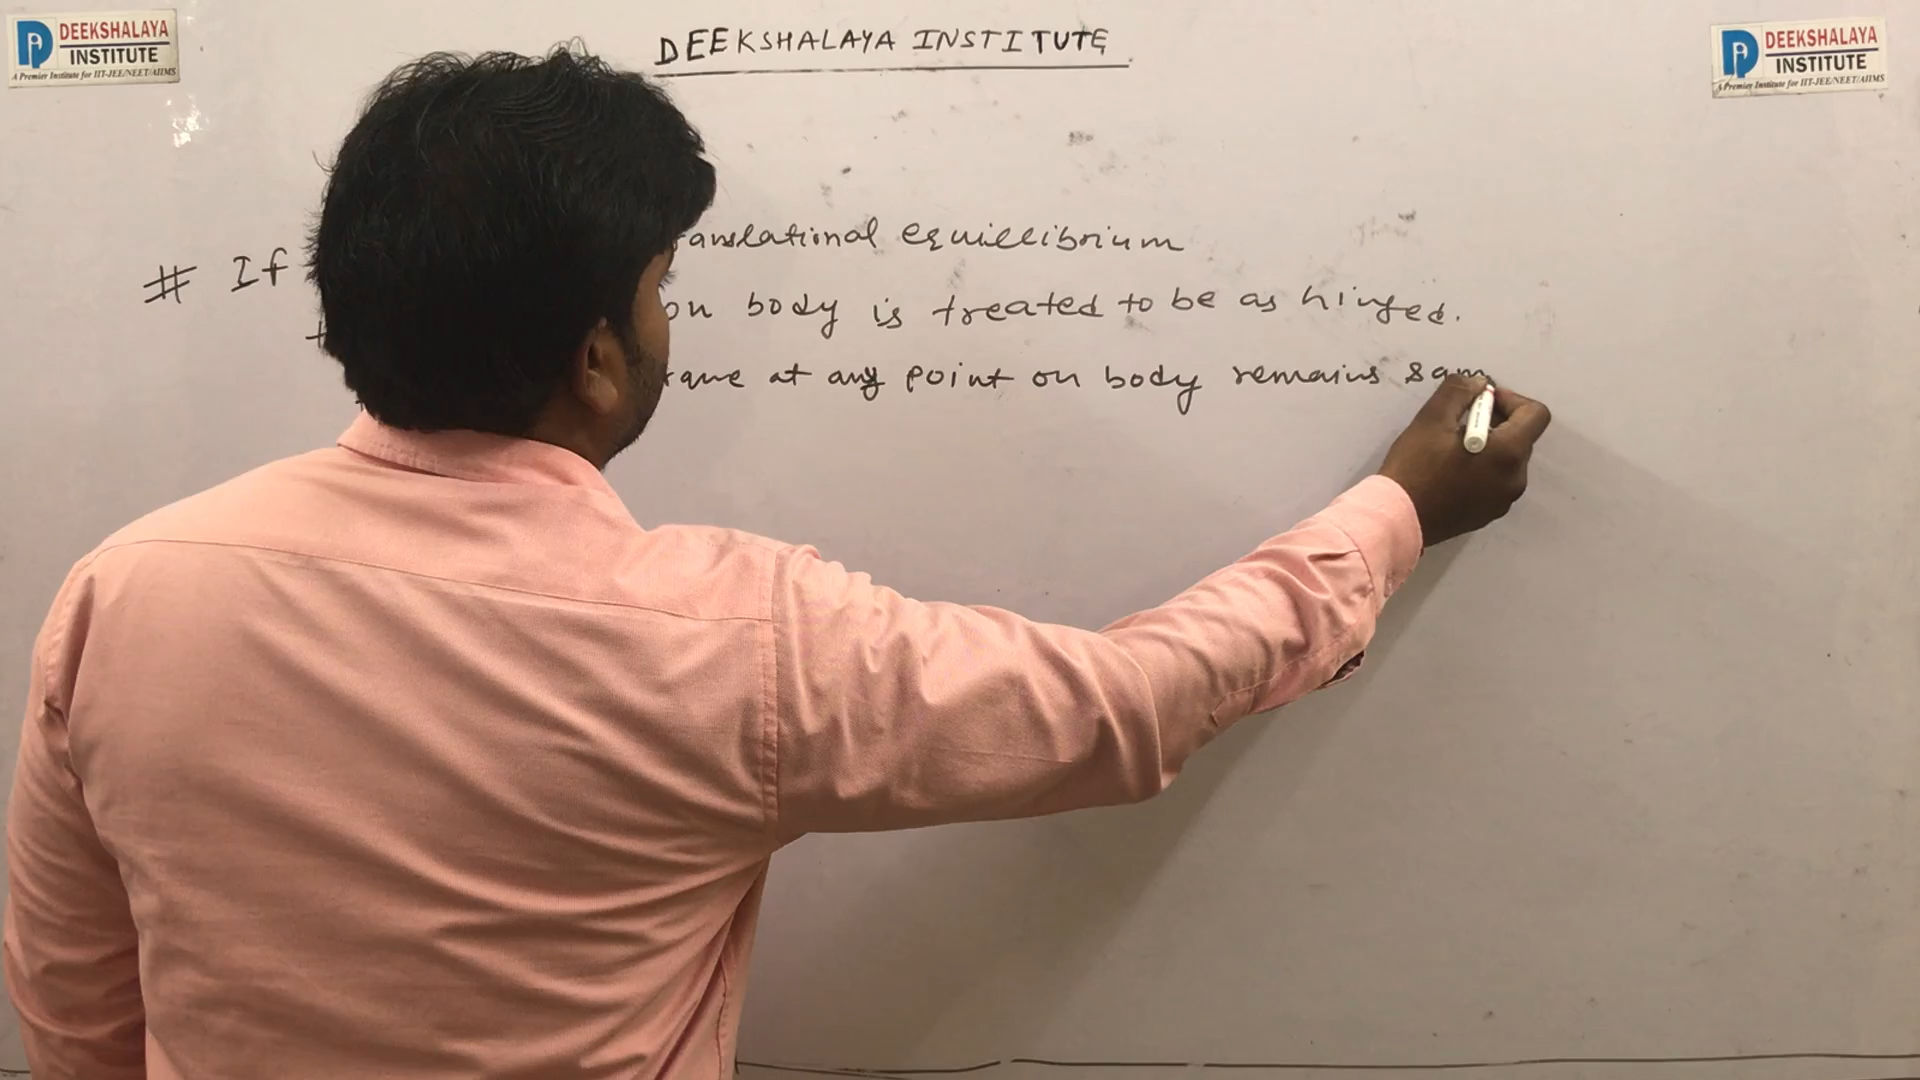 DEEKSHALAYA
INSTITUTE
A Premier Institute for IIT-JEE/NEET/AIIMS
DEEKSHALAYA INSTITUTE
DEEKSHALAYA
INSTITUTE
A Premier Institute for IIT-JEE/NEET/AIIMS
# If ranslational equillibrium
on body is treated to be as hinged.
at any point on body remains sam